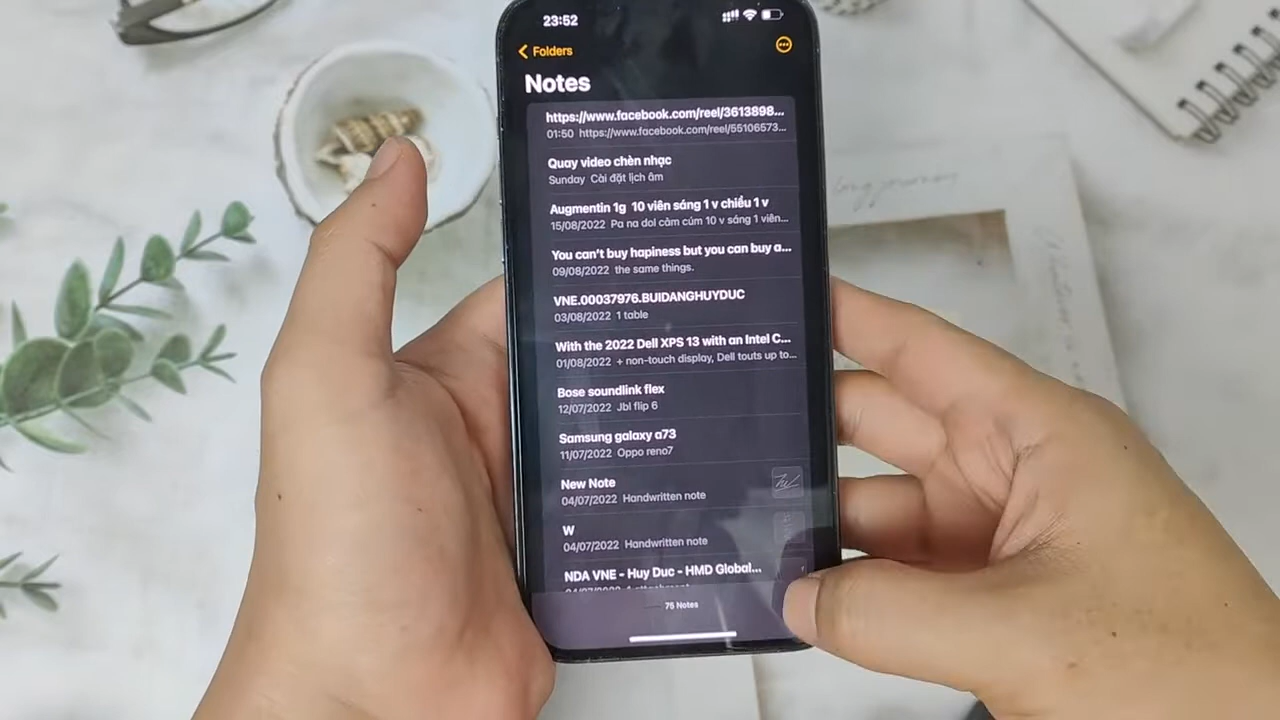 23:52
Folders
Notes
https://www.facebook.com/reel/3613898...
01:50 https://www.facebook.com/reel/55106573...
Quay video chèn nhạc
Sunday Cài đặt lịch âm
Augmentin 1g 10 viên sáng 1 v chiều 1 v
15/08/2022 Pa na dol cảm cúm 10 v sáng 1 viên...
You can't buy hapiness but you can buy a...
09/08/2022 the same things.
VNE.00037976.BUIDANGHUYDUC
03/08/2022 1 table
With the 2022 Dell XPS 13 with an Intel C...
01/08/2022 + non-touch display, Dell touts up to...
Bose soundlink flex
12/07/2022 Jbl flip 6
Samsung galaxy a73
11/07/2022 Oppo reno7
New Note
04/07/2022 Handwritten note
W
04/07/2022 Handwritten note
NDA VNE - Huy Duc - HMD Global...
75 Notes